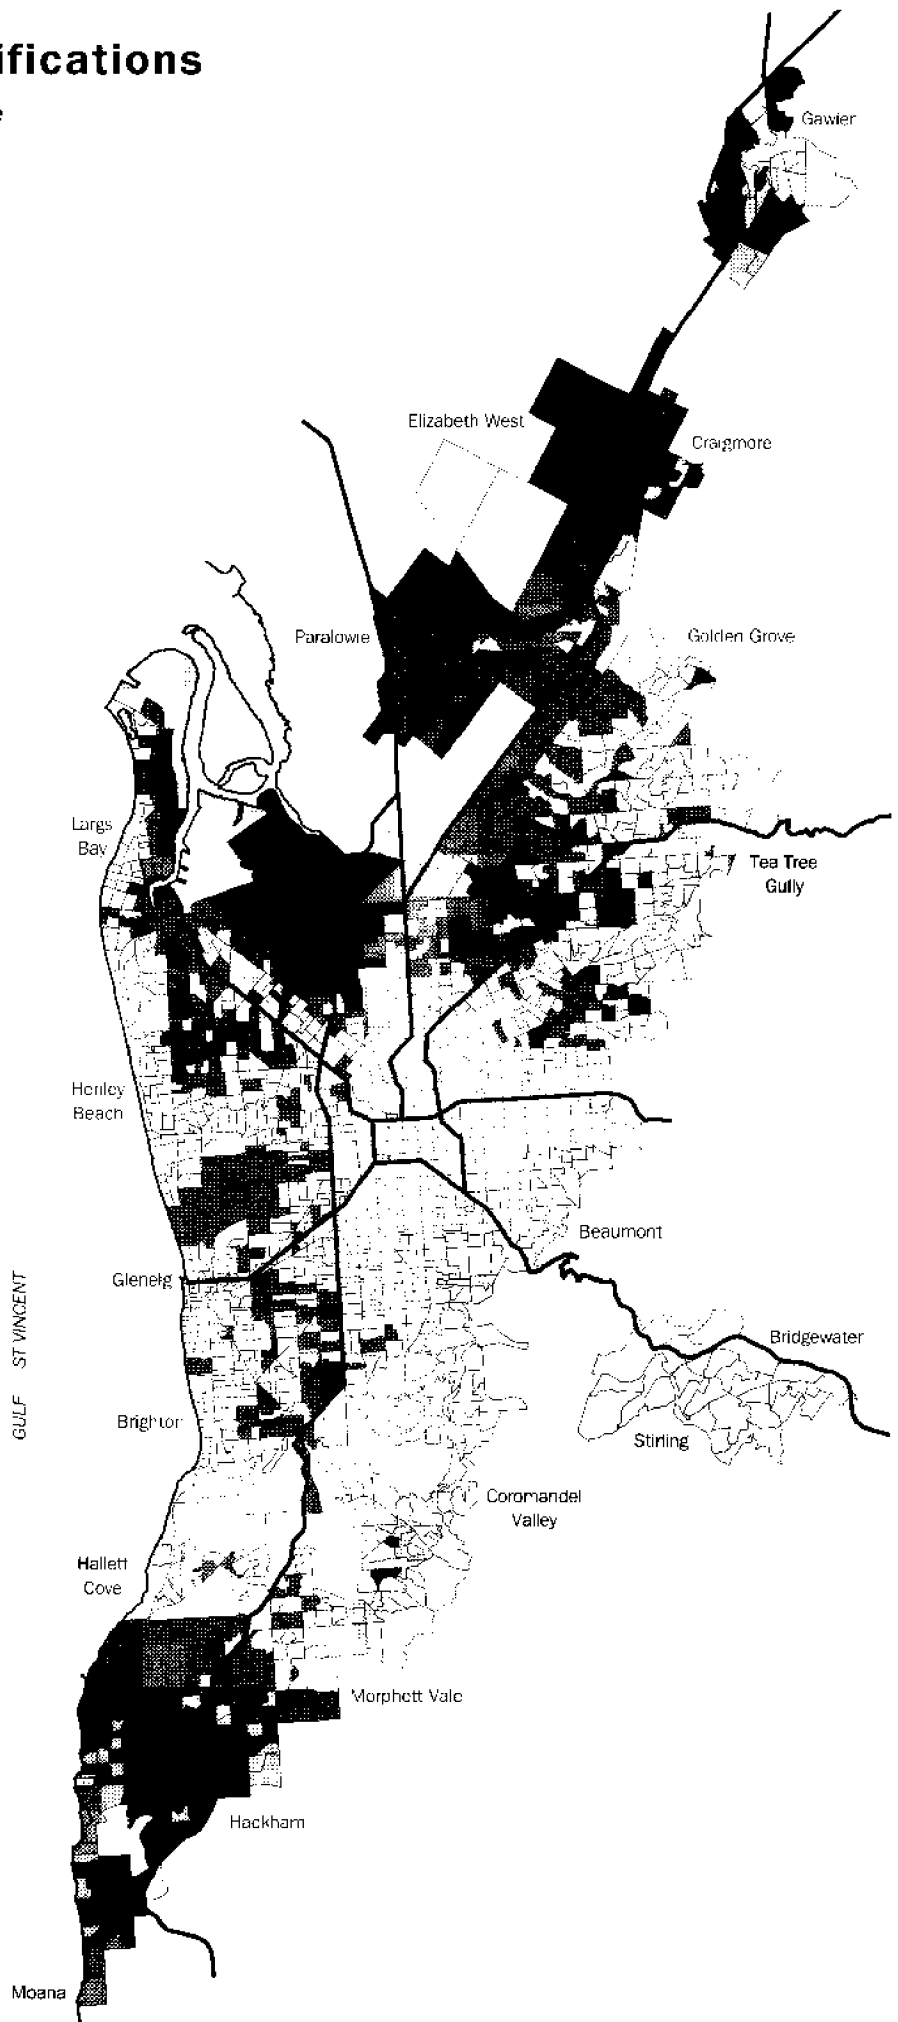 ifications
Gawler
Elizabeth West
Craigmore
Paralowie
Golden Grove
Largs
Bay
Tea Tree
Gully
Henley
Beach
Beaumont
Glenelg
GULF ST VINCENT
Bridgewater
Brighton
Stirling
Coromandel
Valley
Hallett
Cove
Morphett Vale
Hackham
Moana